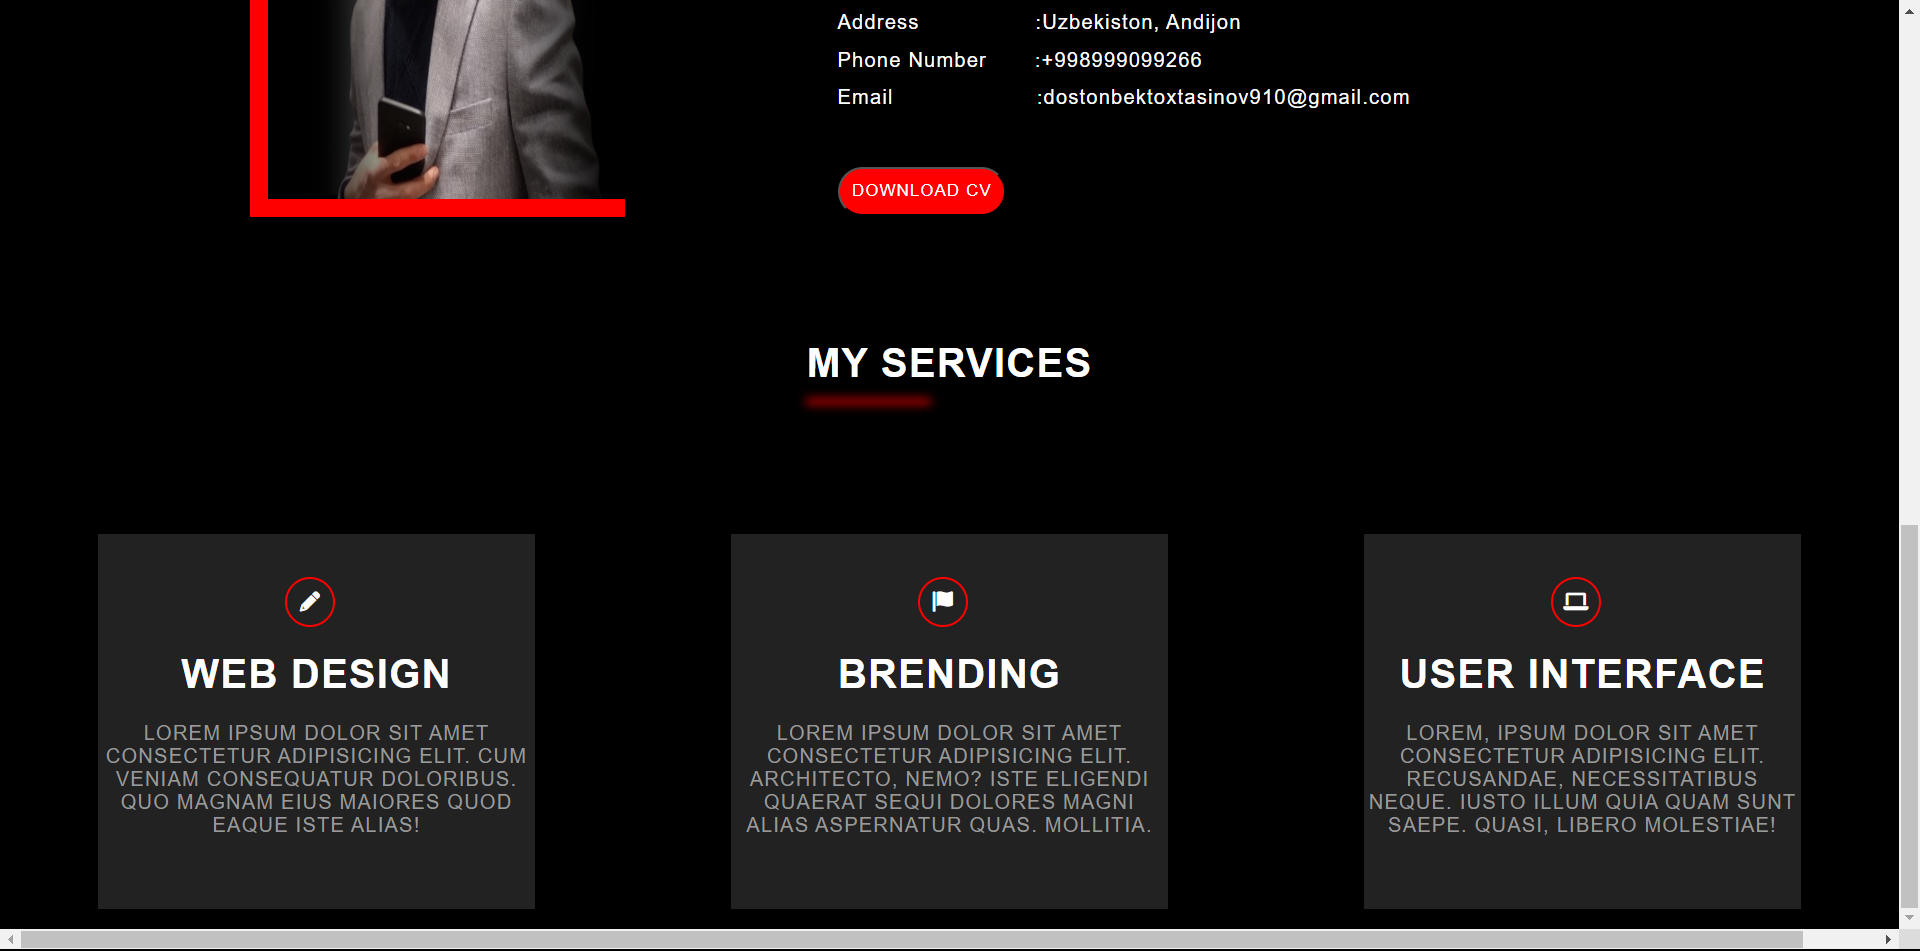 Address :Uzbekiston, Andijon
Phone Number :+998999099266
Email :dostonbektoxtasinov910@gmail.com
DOWNLOAD CV
MY SERVICES
WEB DESIGN
LOREM IPSUM DOLOR SIT AMET
CONSECTETUR ADIPISICING ELIT. CUM
VENIAM CONSEQUATUR DOLORIBUS.
QUO MAGNAM EIUS MAIORES QUOD
EAQUE ISTE ALIAS!
BRENDING
LOREM IPSUM DOLOR SIT AMET
CONSECTETUR ADIPISICING ELIT.
ARCHITECTO, NEMO? ISTE ELIGENDI
QUAERAT SEQUI DOLORES MAGNI
ALIAS ASPERNATUR QUAS. MOLLITIA.
USER INTERFACE
LOREM, IPSUM DOLOR SIT AMET
CONSECTETUR ADIPISICING ELIT.
RECUSANDAE, NECESSITATIBUS
NEQUE. IUSTO ILLUM QUIA QUAM SUNT
SAEPE. QUASI, LIBERO MOLESTIAE!